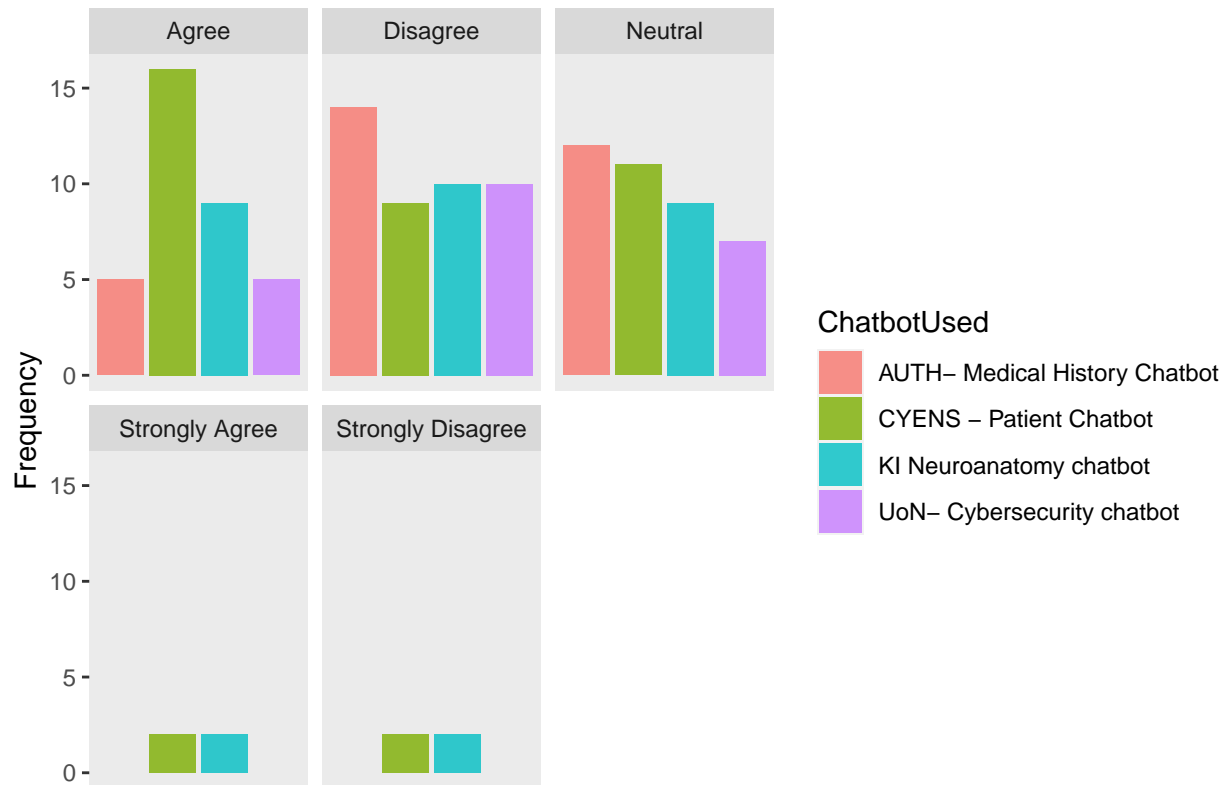 Agree
Disagree
Neutral
15
10
5
0
Strongly Agree
Strongly Disagree
15
10
5
0
Frequency
ChatbotUsed
AUTH− Medical History Chatbot
CYENS − Patient Chatbot
KI Neuroanatomy chatbot
UoN− Cybersecurity chatbot